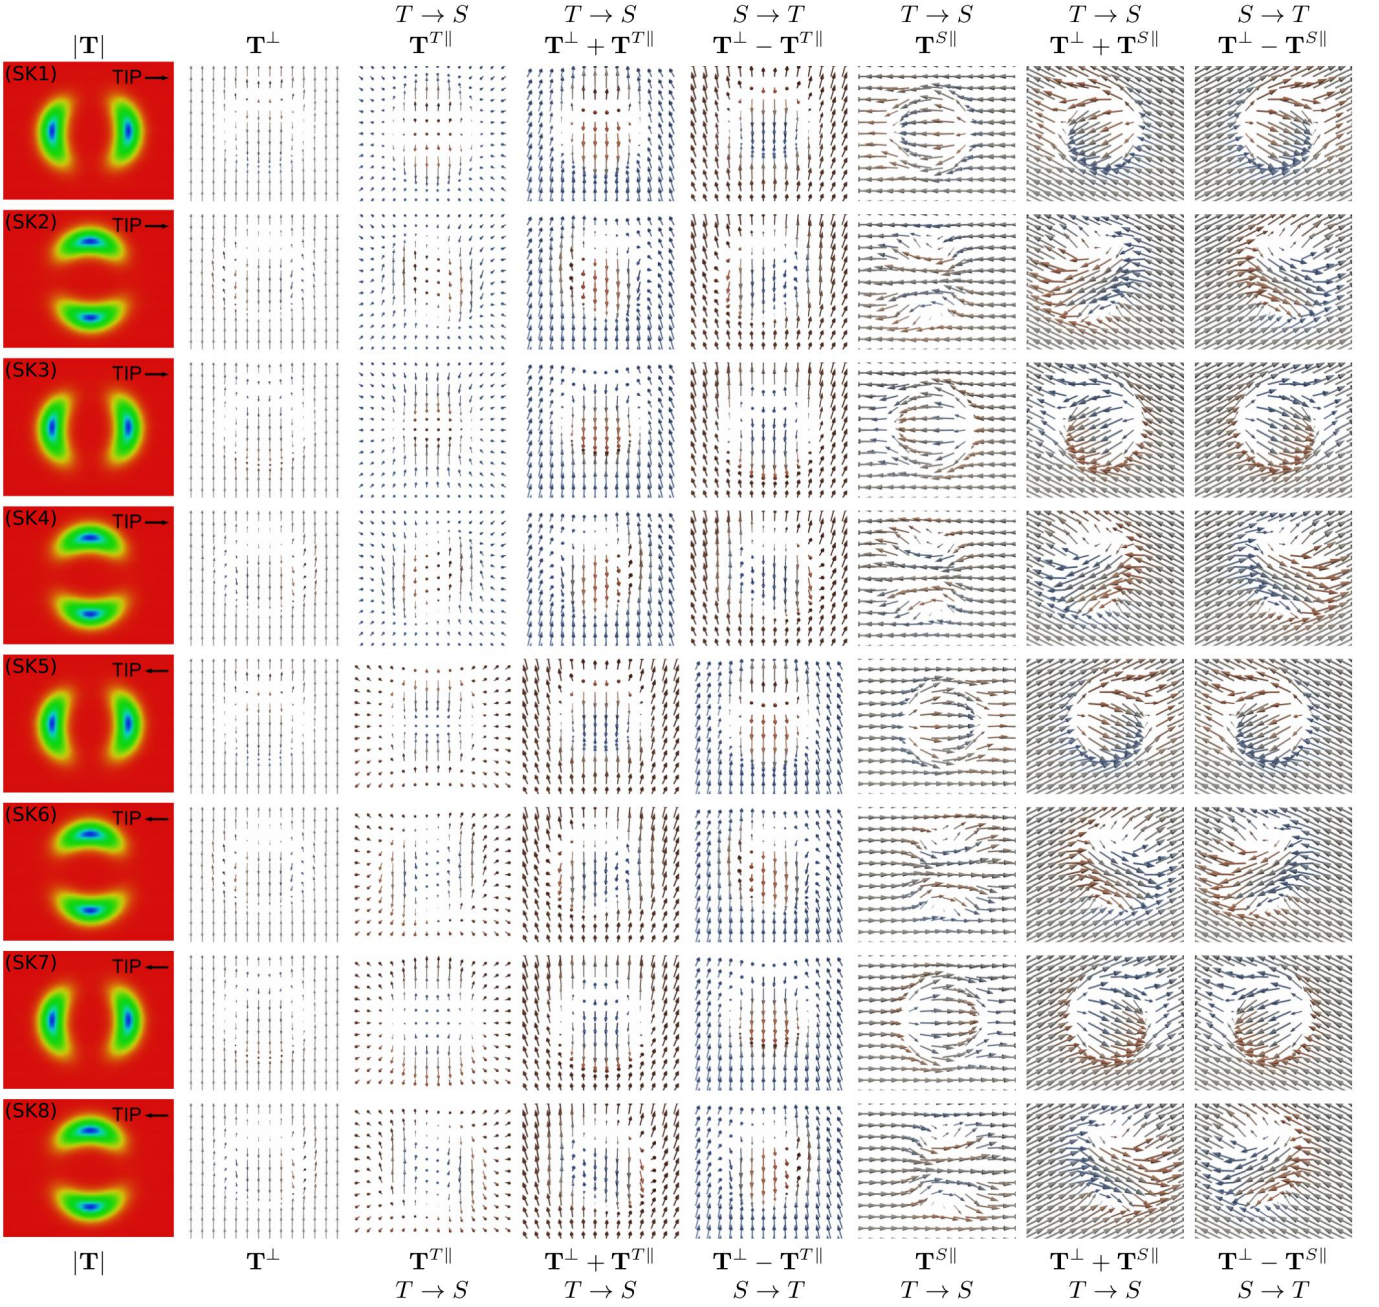 T → S T → S S → T T → S T → S S → T
|T| T⊥ T^{T∥} T⊥ + T^{T∥} T⊥ − T^{T∥} T^{S∥} T⊥ + T^{S∥} T⊥ − T^{S∥}
(SK1) TIP
(SK2) TIP
(SK3) TIP
(SK4) TIP
(SK5) TIP
(SK6) TIP
(SK7) TIP
(SK8) TIP
|T| T⊥ T^{T∥} T⊥ + T^{T∥} T⊥ − T^{T∥} T^{S∥} T⊥ + T^{S∥} T⊥ − T^{S∥}
T → S T → S S → T T → S T → S S → T